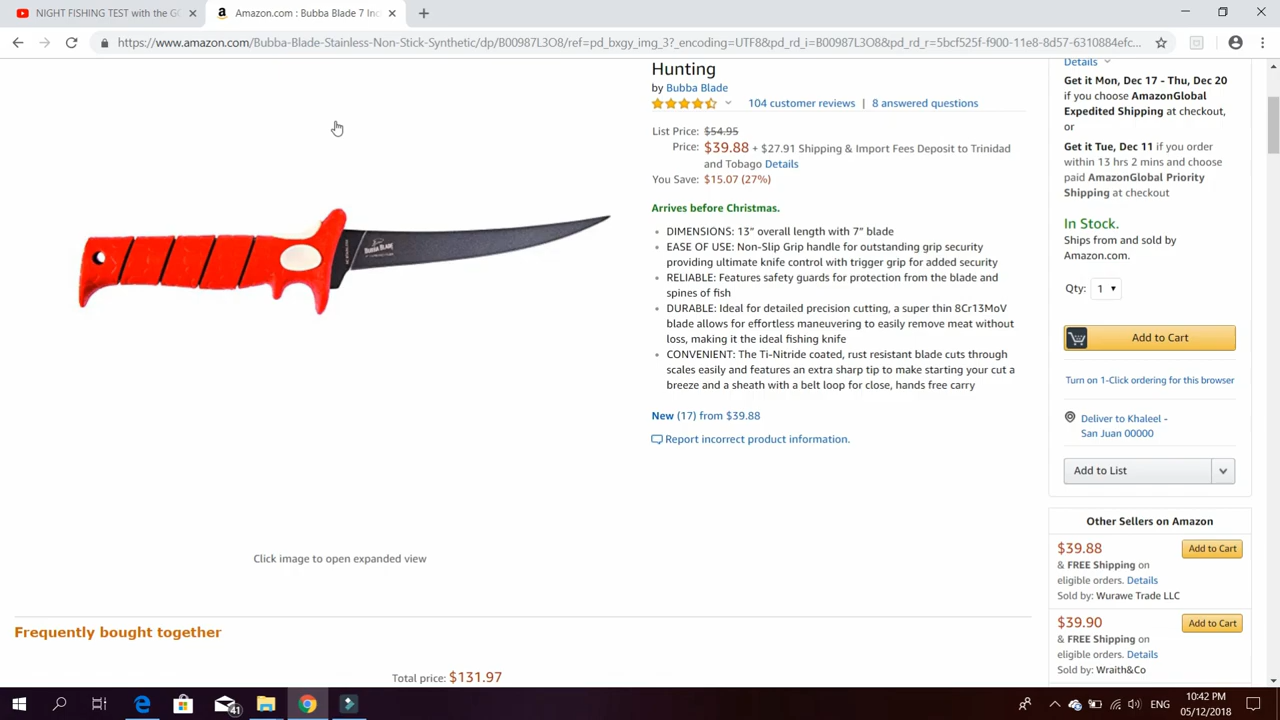 NIGHT FISHING TEST with the G
Amazon.com : Bubba Blade 7 Inc
https://www.amazon.com/Bubba-Blade-Stainless-Non-Stick-Synthetic/dp/B00987L3O8/ref=pd_bxgy_img_3?_encoding=UTF8&pd_rd_i=B00987L3O8&pd_rd_r=5bcf525f-f900-11e8-8d57-6310884efc...
Hunting
by Bubba Blade
104 customer reviews | 8 answered questions
List Price: $54.95
Price: $39.88 + $27.91 Shipping & Import Fees Deposit to Trinidad
and Tobago Details
You Save: $15.07 (27%)
Arrives before Christmas.
• DIMENSIONS: 13” overall length with 7” blade
• EASE OF USE: Non-Slip Grip handle for outstanding grip security
providing ultimate knife control with trigger grip for added security
• RELIABLE: Features safety guards for protection from the blade and
spines of fish
• DURABLE: Ideal for detailed precision cutting, a super thin 8Cr13MoV
blade allows for effortless maneuvering to easily remove meat without
loss, making it the ideal fishing knife
• CONVENIENT: The Ti-Nitride coated, rust resistant blade cuts through
scales easily and features an extra sharp tip to make starting your cut a
breeze and a sheath with a belt loop for close, hands free carry
New (17) from $39.88
Report incorrect product information.
BUBBA BLADE
Click image to open expanded view
Frequently bought together
Total price: $131.97
Details
Get it Mon, Dec 17 - Thu, Dec 20
if you choose AmazonGlobal
Expedited Shipping at checkout,
or
Get it Tue, Dec 11 if you order
within 13 hrs 2 mins and choose
paid AmazonGlobal Priority
Shipping at checkout
In Stock.
Ships from and sold by
Amazon.com.
Qty: 1
Add to Cart
Turn on 1-Click ordering for this browser
Deliver to Khaleel -
San Juan 00000
Add to List
Other Sellers on Amazon
$39.88 Add to Cart
& FREE Shipping on
eligible orders. Details
Sold by: Wurawe Trade LLC
$39.90 Add to Cart
& FREE Shipping on
eligible orders. Details
Sold by: Wraith&Co
41
ENG
10:42 PM
05/12/2018